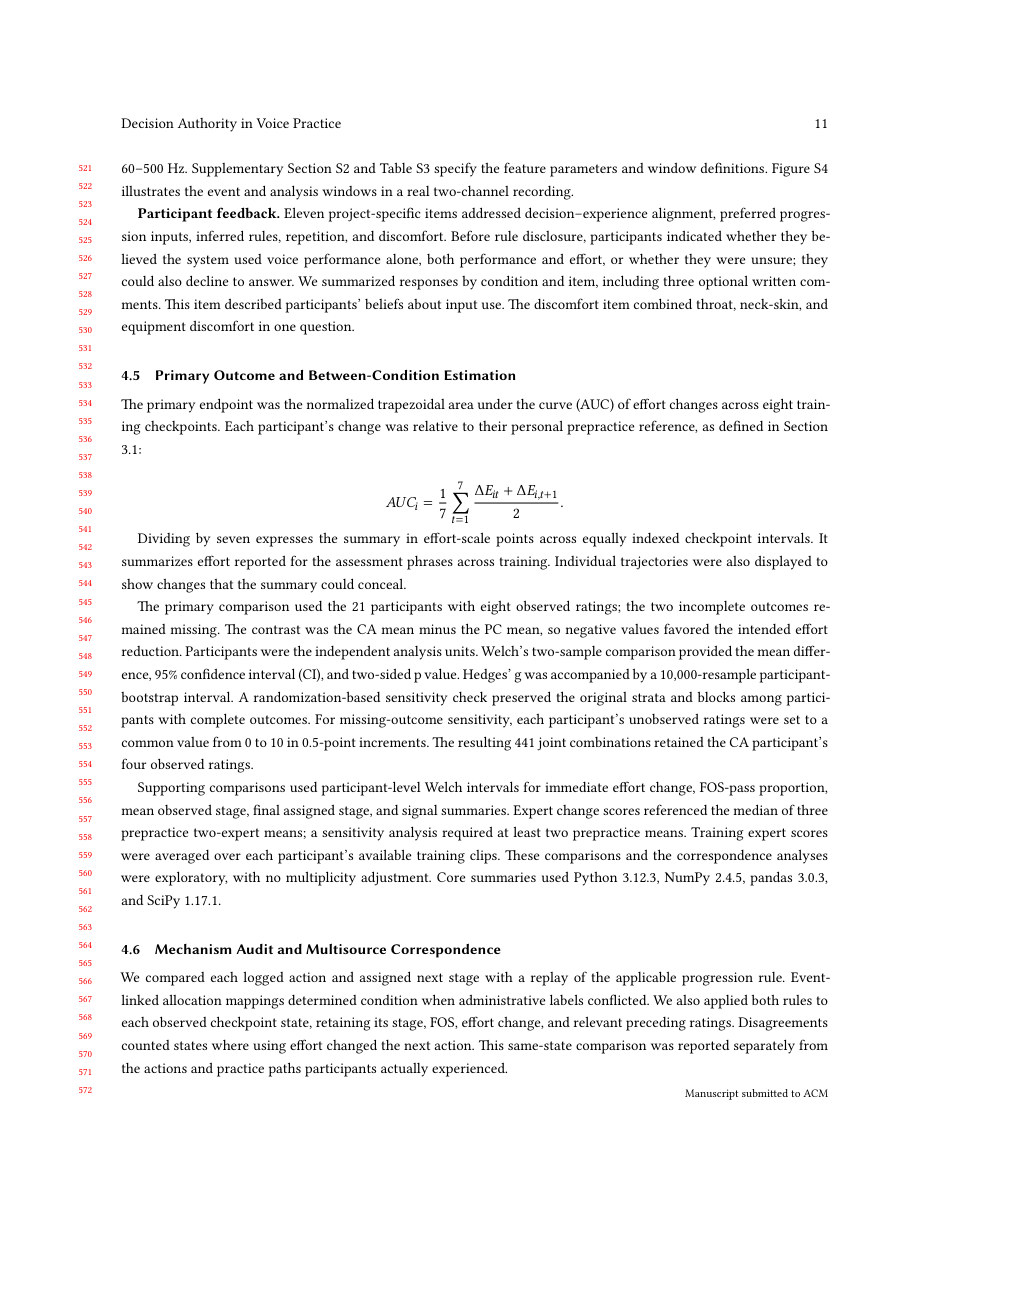 Decision Authority in Voice Practice 11
521 60–500 Hz. Supplementary Section S2 and Table S3 specify the feature parameters and window definitions. Figure S4
522 illustrates the event and analysis windows in a real two-channel recording.
523
524 Participant feedback. Eleven project-specific items addressed decision–experience alignment, preferred progres-
525 sion inputs, inferred rules, repetition, and discomfort. Before rule disclosure, participants indicated whether they be-
526 lieved the system used voice performance alone, both performance and effort, or whether they were unsure; they
527 could also decline to answer. We summarized responses by condition and item, including three optional written com-
528
529 ments. This item described participants' beliefs about input use. The discomfort item combined throat, neck-skin, and
530 equipment discomfort in one question.
531
532
533 4.5 Primary Outcome and Between-Condition Estimation
534 The primary endpoint was the normalized trapezoidal area under the curve (AUC) of effort changes across eight train-
535 ing checkpoints. Each participant's change was relative to their personal prepractice reference, as defined in Section
536
537 3.1:
538
539
540 AUC_i = \frac{1}{7} \sum_{t=1}^{7} \frac{ΔE_{it} + ΔE_{i,t+1}}{2}.
541
542 Dividing by seven expresses the summary in effort-scale points across equally indexed checkpoint intervals. It
543 summarizes effort reported for the assessment phrases across training. Individual trajectories were also displayed to
544 show changes that the summary could conceal.
545 The primary comparison used the 21 participants with eight observed ratings; the two incomplete outcomes re-
546
547 mained missing. The contrast was the CA mean minus the PC mean, so negative values favored the intended effort
548 reduction. Participants were the independent analysis units. Welch's two-sample comparison provided the mean differ-
549 ence, 95% confidence interval (CI), and two-sided p value. Hedges' g was accompanied by a 10,000-resample participant-
550 bootstrap interval. A randomization-based sensitivity check preserved the original strata and blocks among partici-
551
552 pants with complete outcomes. For missing-outcome sensitivity, each participant's unobserved ratings were set to a
553 common value from 0 to 10 in 0.5-point increments. The resulting 441 joint combinations retained the CA participant's
554 four observed ratings.
555 Supporting comparisons used participant-level Welch intervals for immediate effort change, FOS-pass proportion,
556
557 mean observed stage, final assigned stage, and signal summaries. Expert change scores referenced the median of three
558 prepractice two-expert means; a sensitivity analysis required at least two prepractice means. Training expert scores
559 were averaged over each participant's available training clips. These comparisons and the correspondence analyses
560 were exploratory, with no multiplicity adjustment. Core summaries used Python 3.12.3, NumPy 2.4.5, pandas 3.0.3,
561
562 and SciPy 1.17.1.
563
564 4.6 Mechanism Audit and Multisource Correspondence
565
566 We compared each logged action and assigned next stage with a replay of the applicable progression rule. Event-
567 linked allocation mappings determined condition when administrative labels conflicted. We also applied both rules to
568 each observed checkpoint state, retaining its stage, FOS, effort change, and relevant preceding ratings. Disagreements
569
570 counted states where using effort changed the next action. This same-state comparison was reported separately from
571 the actions and practice paths participants actually experienced.
572 Manuscript submitted to ACM